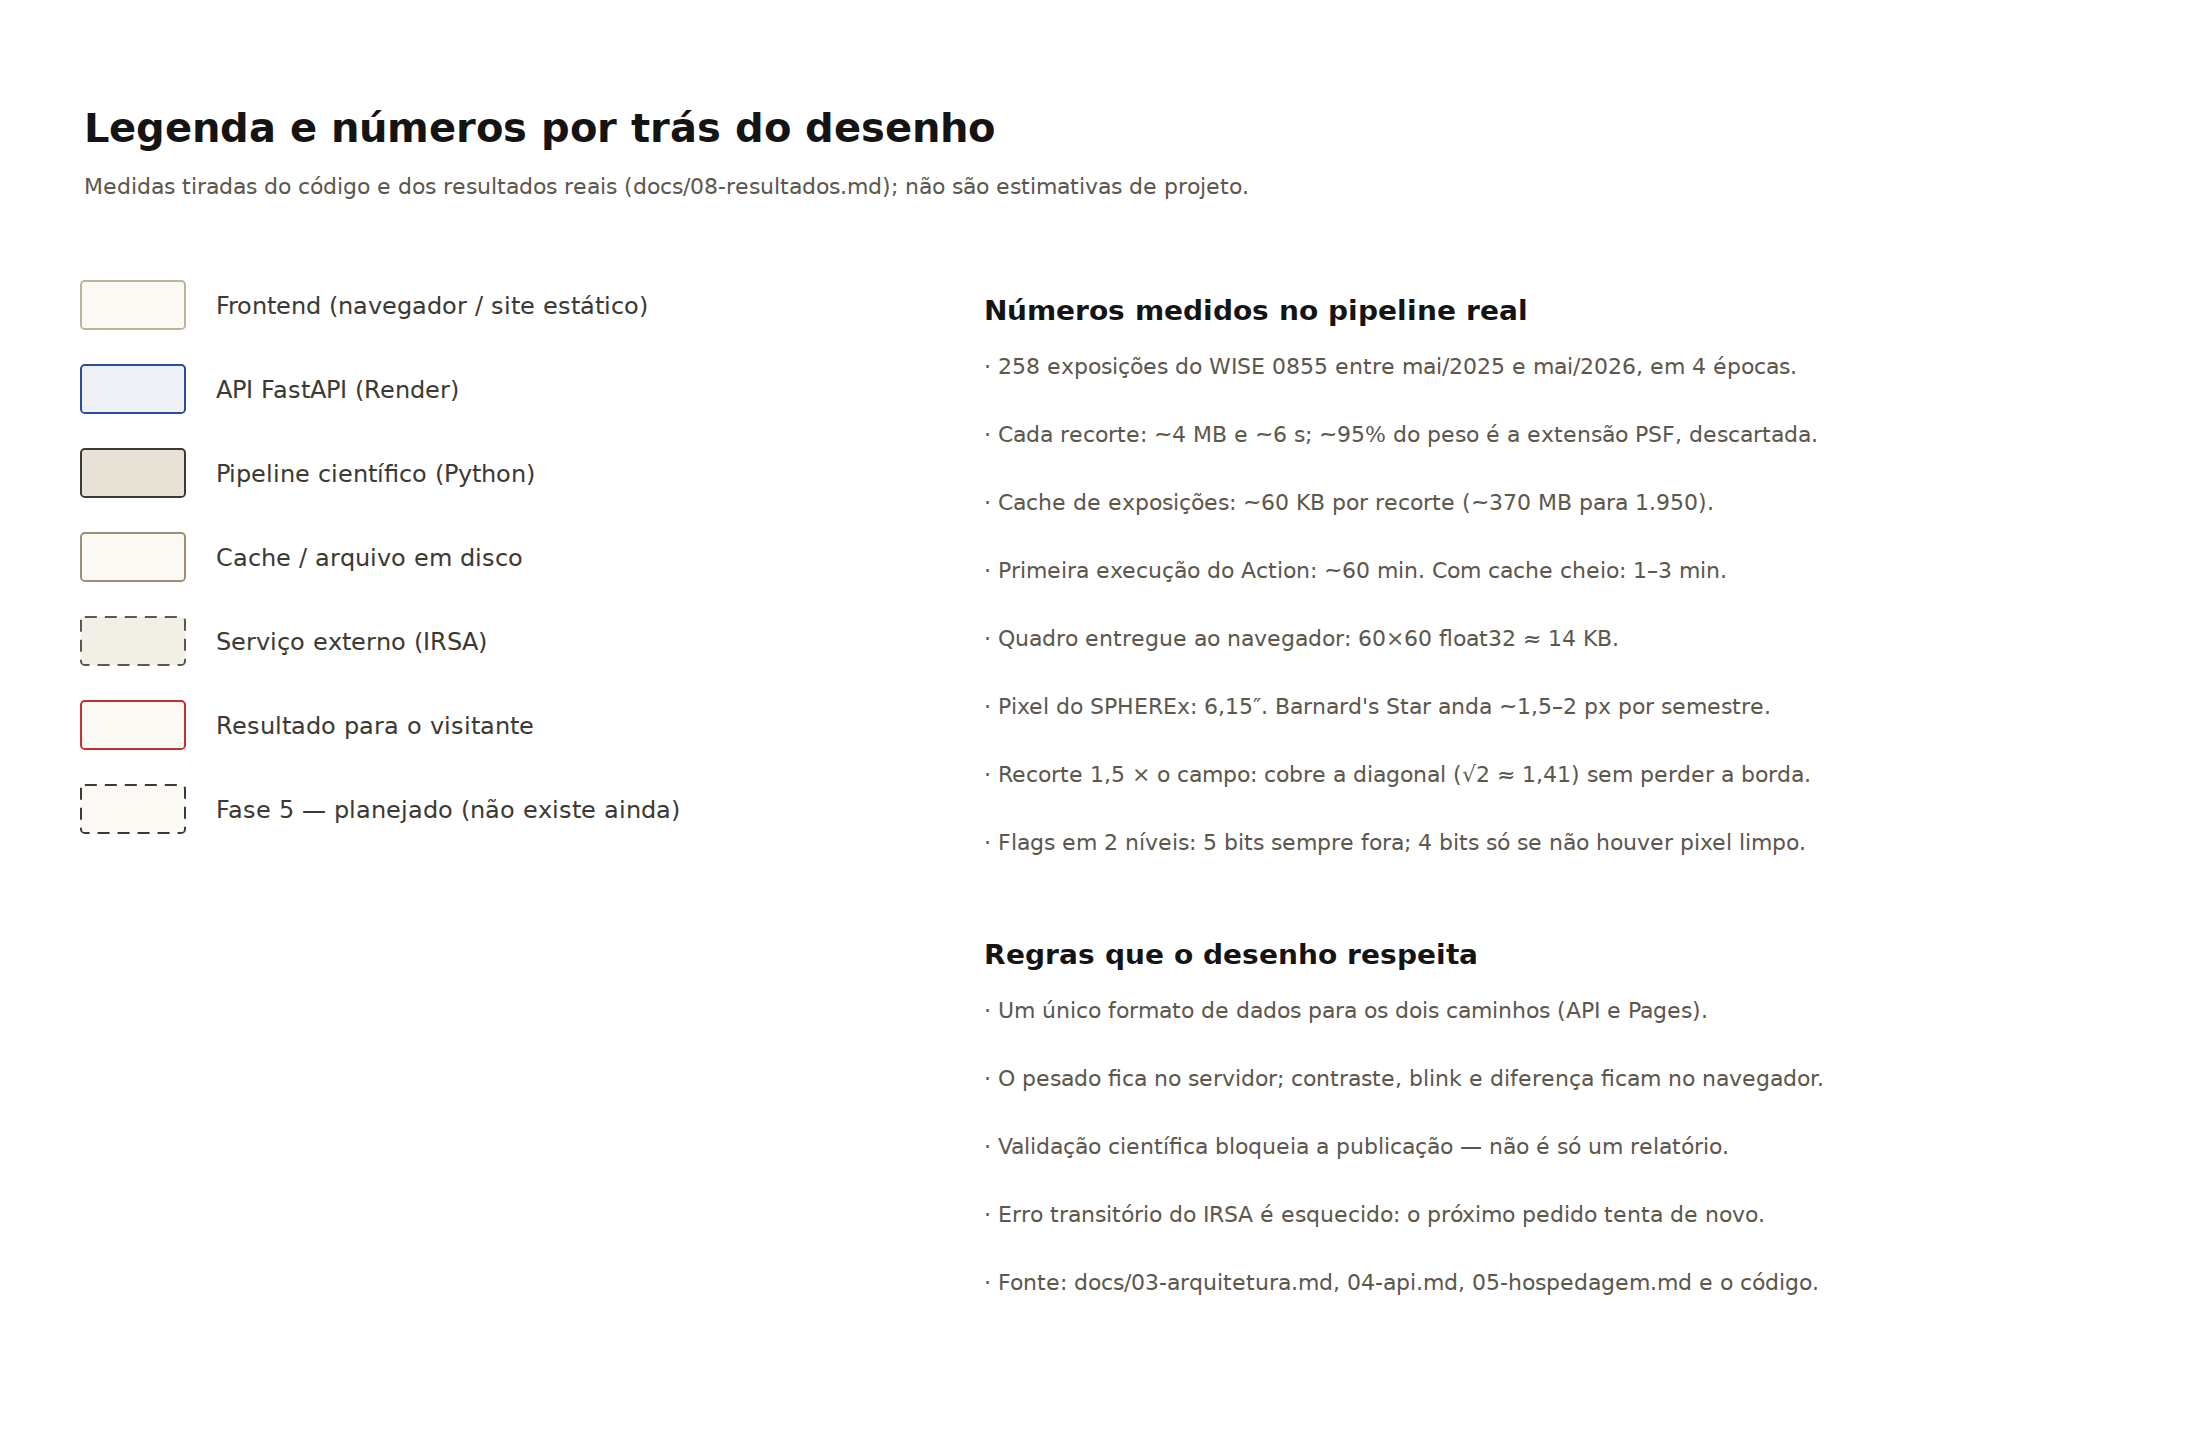 Legenda e números por trás do desenho
Medidas tiradas do código e dos resultados reais (docs/08-resultados.md); não são estimativas de projeto.
Frontend (navegador / site estático)
API FastAPI (Render)
Pipeline científico (Python)
Cache / arquivo em disco
Serviço externo (IRSA)
Resultado para o visitante
Fase 5 — planejado (não existe ainda)
Números medidos no pipeline real
· 258 exposições do WISE 0855 entre mai/2025 e mai/2026, em 4 épocas.
· Cada recorte: ~4 MB e ~6 s; ~95% do peso é a extensão PSF, descartada.
· Cache de exposições: ~60 KB por recorte (~370 MB para 1.950).
· Primeira execução do Action: ~60 min. Com cache cheio: 1–3 min.
· Quadro entregue ao navegador: 60×60 float32 ≈ 14 KB.
· Pixel do SPHEREx: 6,15″. Barnard's Star anda ~1,5–2 px por semestre.
· Recorte 1,5 × o campo: cobre a diagonal (√2 ≈ 1,41) sem perder a borda.
· Flags em 2 níveis: 5 bits sempre fora; 4 bits só se não houver pixel limpo.
Regras que o desenho respeita
· Um único formato de dados para os dois caminhos (API e Pages).
· O pesado fica no servidor; contraste, blink e diferença ficam no navegador.
· Validação científica bloqueia a publicação — não é só um relatório.
· Erro transitório do IRSA é esquecido: o próximo pedido tenta de novo.
· Fonte: docs/03-arquitetura.md, 04-api.md, 05-hospedagem.md e o código.